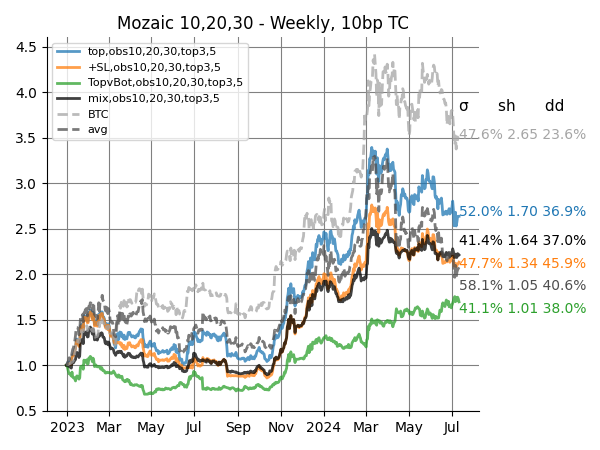 Mozaic 10,20,30 - Weekly, 10bp TC
top,obs10,20,30,top3,5
+SL,obs10,20,30,top3,5
TopvBot,obs10,20,30,top3,5
mix,obs10,20,30,top3,5
BTC
avg
4.5
4.0
3.5
3.0
2.5
2.0
1.5
1.0
0.5
σ sh dd
47.6% 2.65 23.6%
52.0% 1.70 36.9%
41.4% 1.64 37.0%
47.7% 1.34 45.9%
58.1% 1.05 40.6%
41.1% 1.01 38.0%
2023 Mar May Jul Sep Nov 2024 Mar May Jul